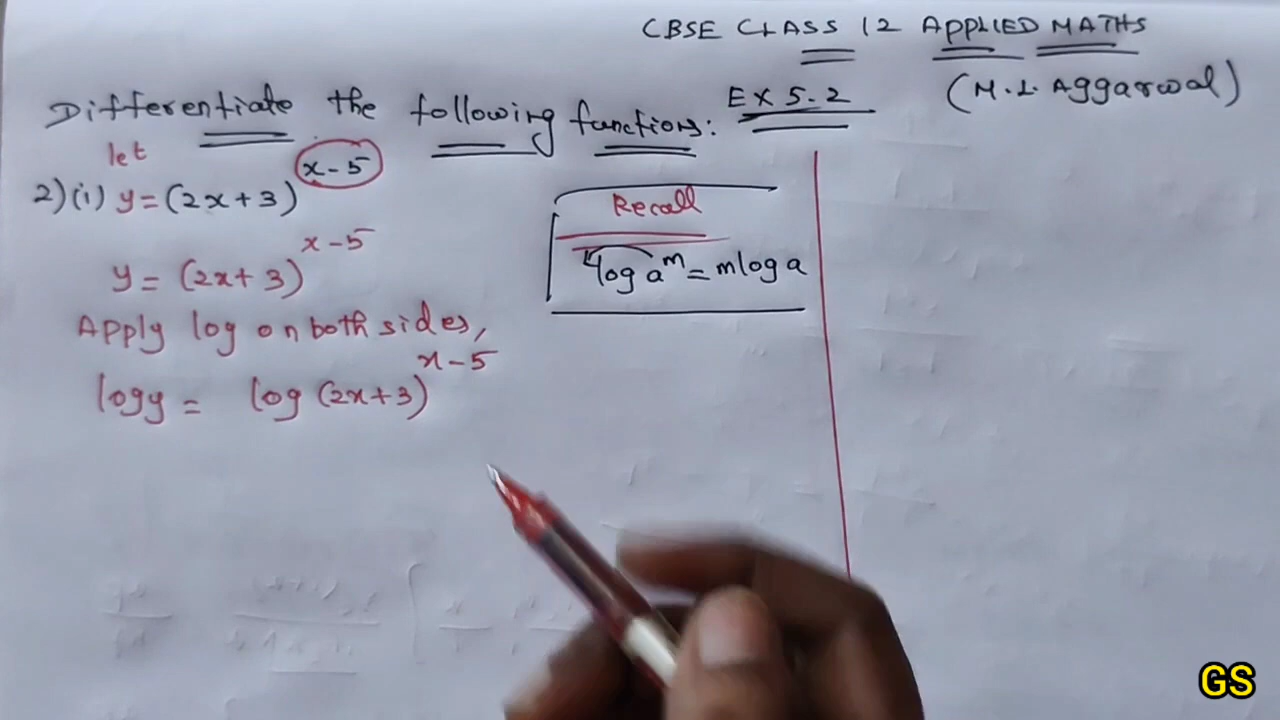 CBSE CLASS 12 APPLIED MATHS
(M.L. Aggarwal)
Differentiate the following functions: EX 5.2
let
2)(i) y=(2x+3)^x-5
y=(2x+3)^x-5
Apply log on both sides,
logy = log(2x+3)^x-5
Recall
log a^m = m log a
GS